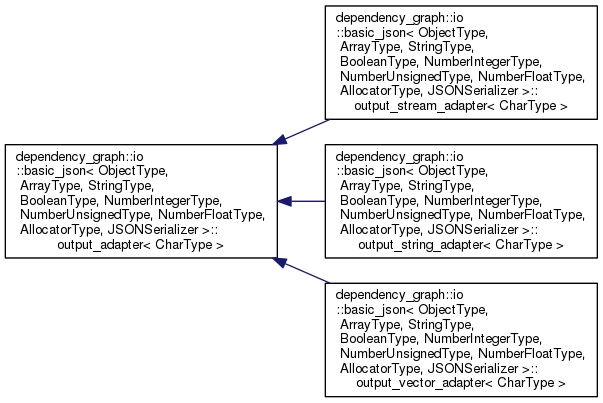 dependency_graph::io
::basic_json< ObjectType,
ArrayType, StringType,
BooleanType, NumberIntegerType,
NumberUnsignedType, NumberFloatType,
AllocatorType, JSONSerializer >::
output_stream_adapter< CharType >
dependency_graph::io
::basic_json< ObjectType,
ArrayType, StringType,
BooleanType, NumberIntegerType,
NumberUnsignedType, NumberFloatType,
AllocatorType, JSONSerializer >::
output_adapter< CharType >
dependency_graph::io
::basic_json< ObjectType,
ArrayType, StringType,
BooleanType, NumberIntegerType,
NumberUnsignedType, NumberFloatType,
AllocatorType, JSONSerializer >::
output_string_adapter< CharType >
dependency_graph::io
::basic_json< ObjectType,
ArrayType, StringType,
BooleanType, NumberIntegerType,
NumberUnsignedType, NumberFloatType,
AllocatorType, JSONSerializer >::
output_vector_adapter< CharType >